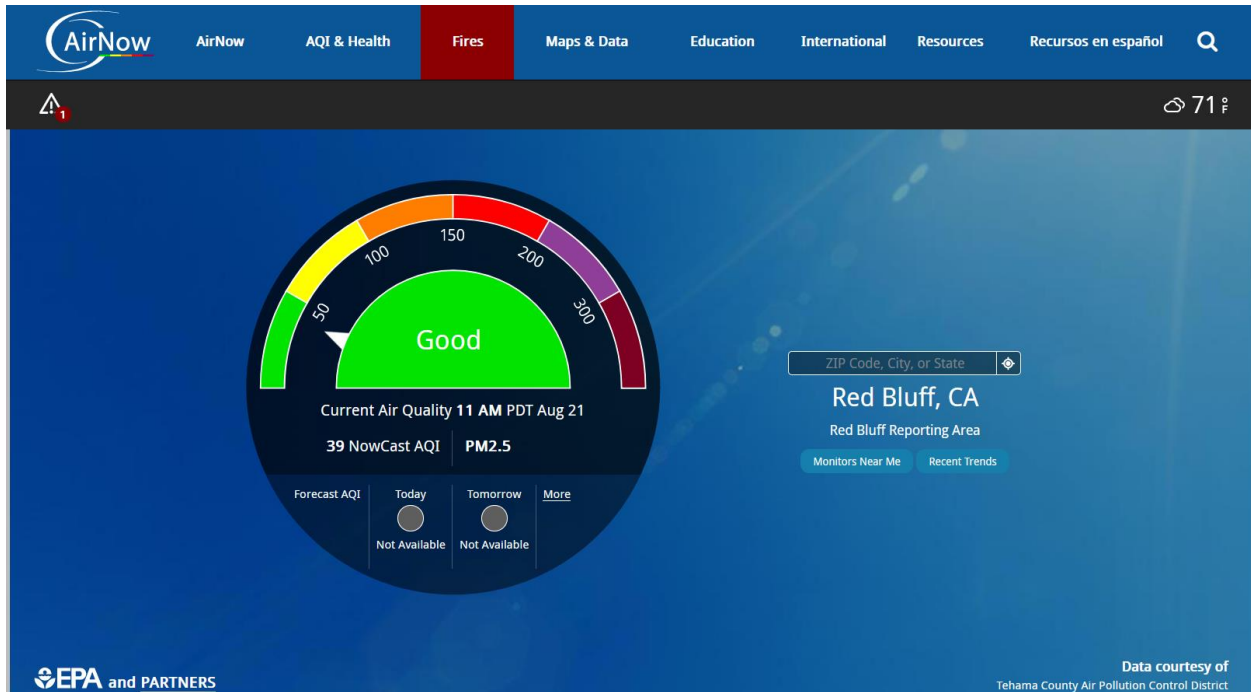 AirNow AirNow AQI & Health Fires Maps & Data Education International Resources Recursos en español
1 71 °F
50 100 150 200 300
Good
Current Air Quality 11 AM PDT Aug 21
39 NowCast AQI PM2.5
Forecast AQI Today Tomorrow More
Not Available Not Available
ZIP Code, City, or State
Red Bluff, CA
Red Bluff Reporting Area
Monitors Near Me Recent Trends
EPA and PARTNERS
Data courtesy of
Tehama County Air Pollution Control District